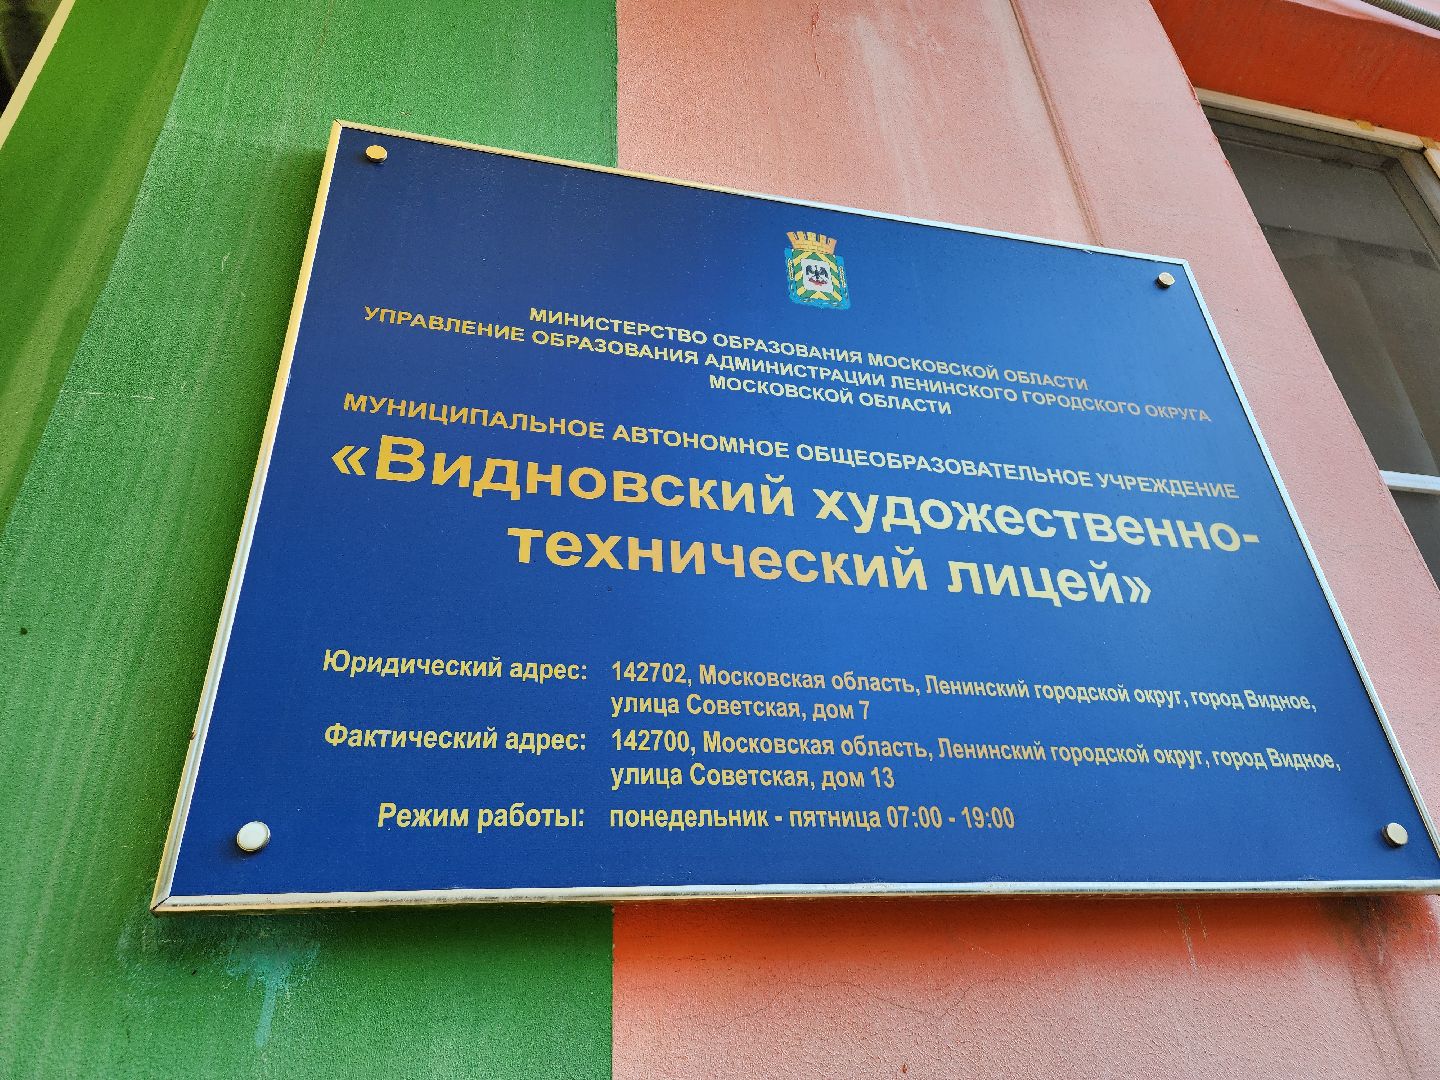 МИНИСТЕРСТВО ОБРАЗОВАНИЯ МОСКОВСКОЙ ОБЛАСТИ
УПРАВЛЕНИЕ ОБРАЗОВАНИЯ АДМИНИСТРАЦИИ ЛЕНИНСКОГО ГОРОДСКОГО ОКРУГА
МОСКОВСКОЙ ОБЛАСТИ
МУНИЦИПАЛЬНОЕ АВТОНОМНОЕ ОБЩЕОБРАЗОВАТЕЛЬНОЕ УЧРЕЖДЕНИЕ
«Видновский художественно-
технический лицей»
Юридический адрес: 142702, Московская область, Ленинский городской округ, город Видное,
улица Советская, дом 7
Фактический адрес: 142700, Московская область, Ленинский городской округ, город Видное,
улица Советская, дом 13
Режим работы: понедельник - пятница 07:00 - 19:00